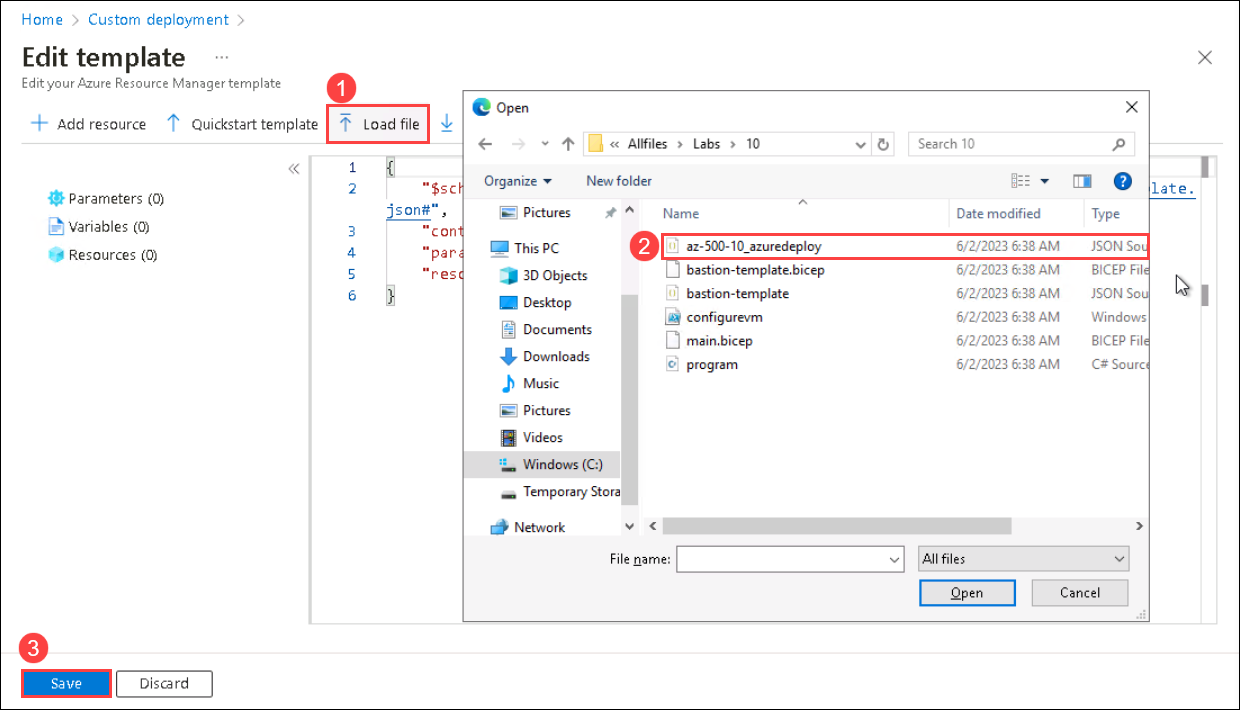 Home > Custom deployment >
Edit template ...
Edit your Azure Resource Manager template
1
+ Add resource ↑ Quickstart template Load file
Open
« Allfiles > Labs > 10
Search 10
Organize New folder
?
«
Parameters (0)
Variables (0)
Resources (0)
1 {
2 "$sch
late.
json#",
3 "cont
4 "para
5 "reso
6 }
Pictures
This PC
3D Objects
Desktop
Documents
Downloads
Music
Pictures
Videos
Windows (C:)
Temporary Stora
Network
Name Date modified Type
2
az-500-10_azuredeploy 6/2/2023 6:38 AM JSON Sou
bastion-template.bicep 6/2/2023 6:38 AM BICEP File
bastion-template 6/2/2023 6:38 AM JSON Sou
configurevm 6/2/2023 6:38 AM Windows
main.bicep 6/2/2023 6:38 AM BICEP File
program 6/2/2023 6:38 AM C# Source
File name:
All files
Open Cancel
3
Save Discard